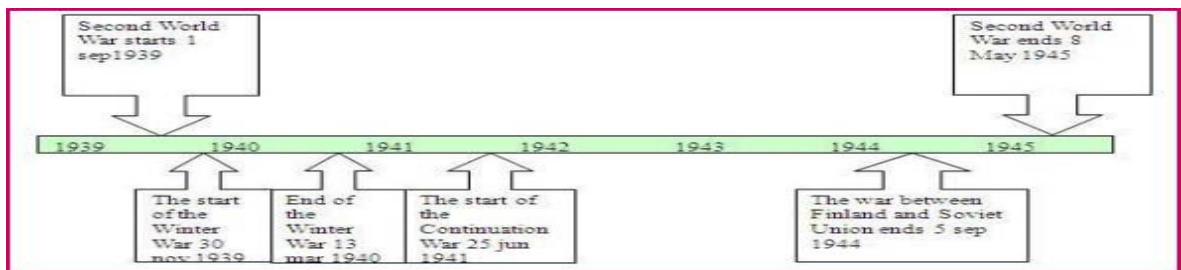 Second World
War starts 1
sep1939
Second World
War ends 8
May 1945
1939 1940 1941 1942 1943 1944 1945
The start
of the
Winter
War 30
nov 1939
End of
the
Winter
War 13
mar 1940
The start of
the
Continuation
War 25 jun
1941
The war between
Finland and Soviet
Union ends 5 sep
1944